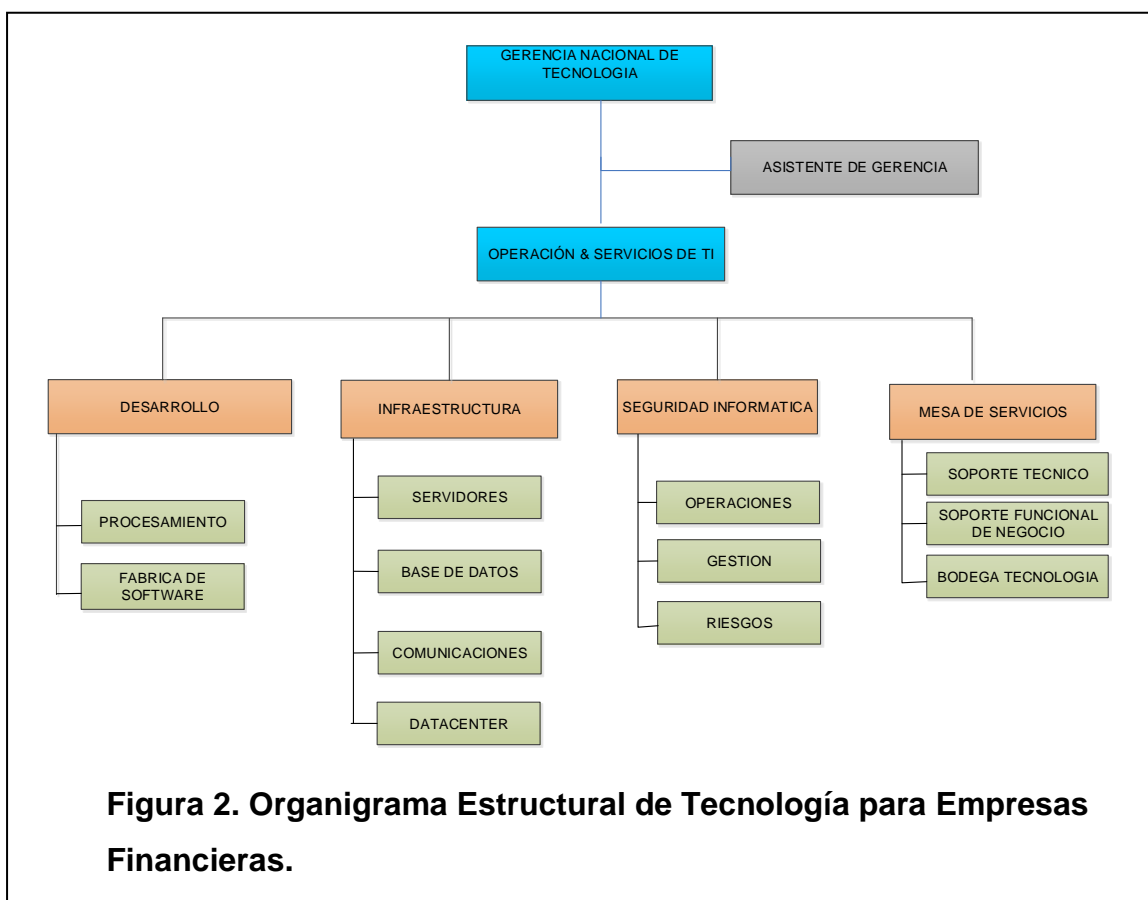 GERENCIA NACIONAL DE
TECNOLOGIA
ASISTENTE DE GERENCIA
OPERACIÓN & SERVICIOS DE TI
DESARROLLO
PROCESAMIENTO
FABRICA DE
SOFTWARE
INFRAESTRUCTURA
SERVIDORES
BASE DE DATOS
COMUNICACIONES
DATACENTER
SEGURIDAD INFORMATICA
OPERACIONES
GESTION
RIESGOS
MESA DE SERVICIOS
SOPORTE TECNICO
SOPORTE FUNCIONAL
DE NEGOCIO
BODEGA TECNOLOGIA
Figura 2. Organigrama Estructural de Tecnología para Empresas
Financieras.